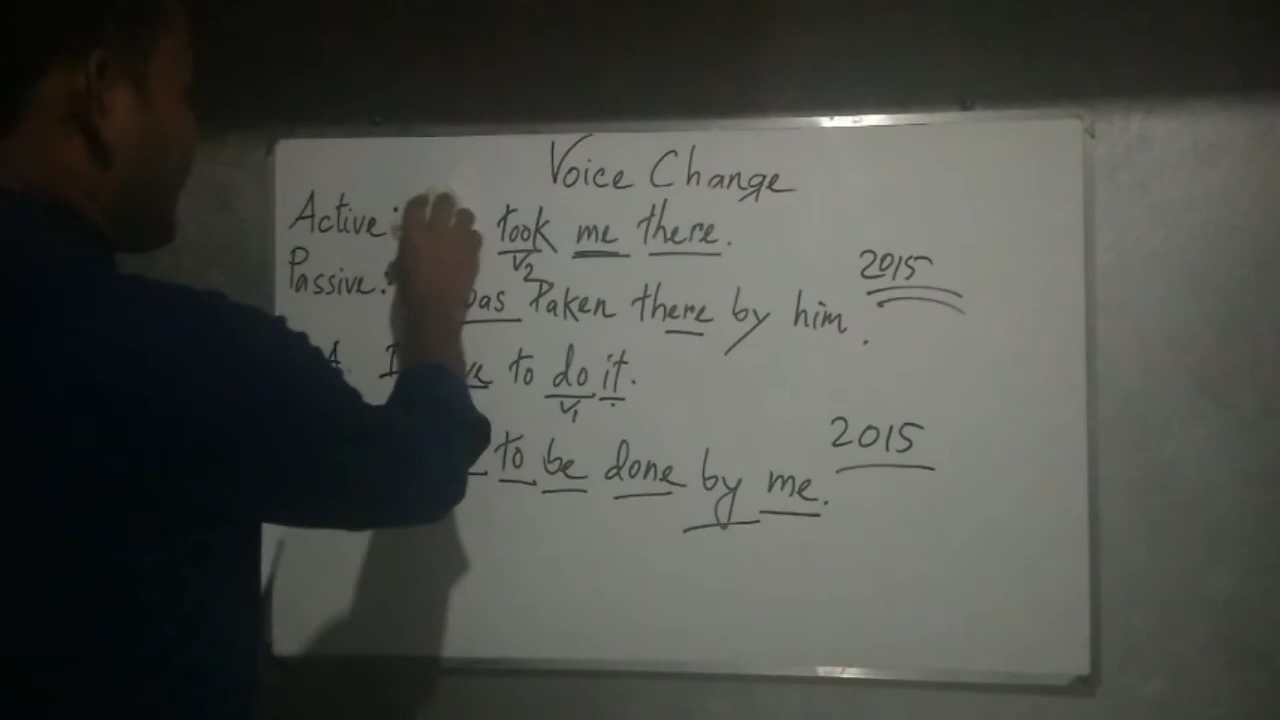 Voice Change
Active: took me there.
V2
Passive: was taken there by him.
2015
A. I to do it.
V1
to be done by me.
2015